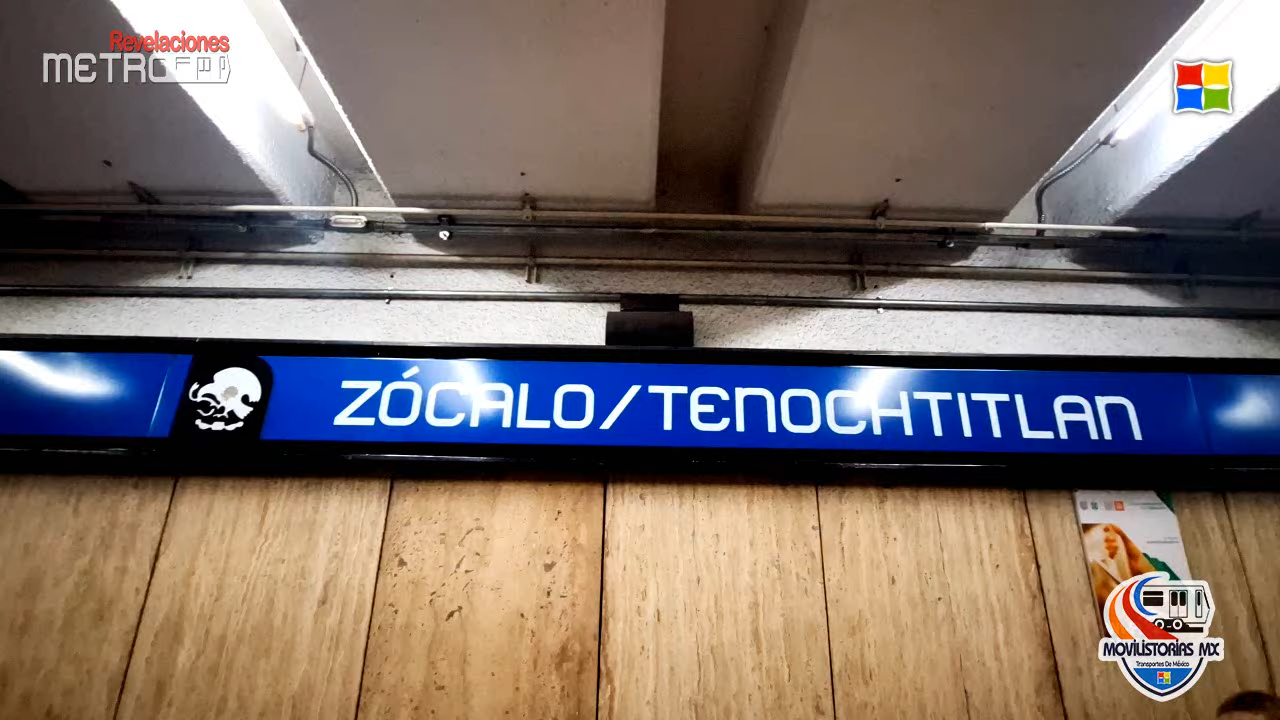 Revelaciones
METRO
ZÓCALO/TENOCHTITLAN
MOVILISTORIAS MX
Transportes De México